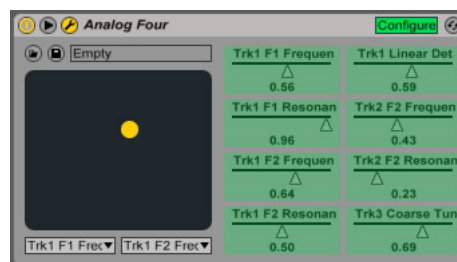 Analog Four
Configure
Empty
Trk1 F1 Frequen
0.56
Trk1 Linear Det
0.59
Trk1 F1 Resonan
0.96
Trk2 F2 Frequen
0.43
Trk1 F2 Frequen
0.64
Trk2 F2 Resonan
0.23
Trk1 F2 Resonan
0.50
Trk3 Coarse Tun
0.69
Trk1 F1 Frec
Trk1 F2 Frec